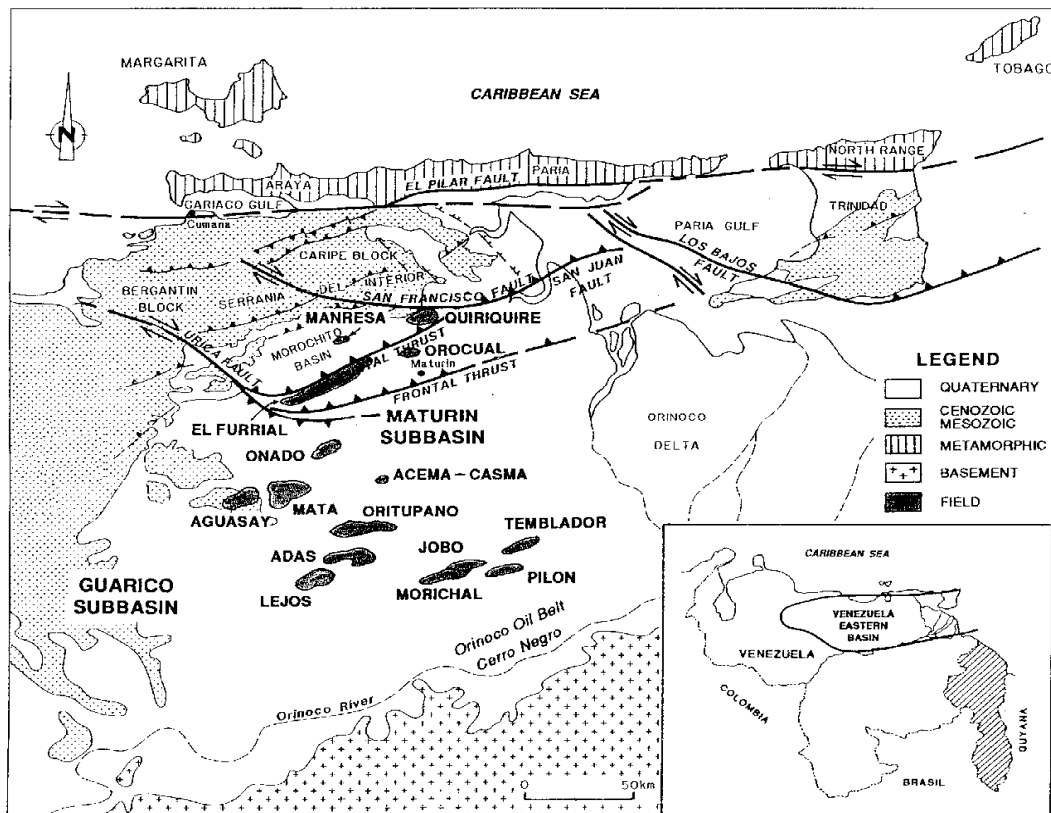 MARGARITA
TOBAGO
CARIBBEAN SEA
N
NORTH RANGE
PARIA
ARAYA
EL PILAR FAULT
CARIACO GULF
TRINIDAD
Cumana
PARIA GULF
LOS BAJOS
FAULT
CARIPE BLOCK
BERGANTIN
BLOCK
SERRANIA
DEL INTERIOR
SAN FRANCISCO FAULT
SAN JUAN
FAULT
MANRESA
QUIRIQUIRE
URICA FAULT
MOROCHITO
BASIN
PAL THRUST
OROCUAL
Maturin
FRONTAL THRUST
EL FURRIAL
MATURIN
SUBBASIN
ORINOCO
DELTA
ONADO
ACEMA-CASMA
AGUASAY
MATA
ORITUPANO
TEMBLADOR
ADAS
JOBO
LEJOS
MORICHAL
PILON
GUARICO
SUBBASIN
Orinoco Oil Belt
Cerro Negro
Orinoco River
0 50km
LEGEND
QUATERNARY
CENOZOIC
MESOZOIC
METAMORPHIC
BASEMENT
FIELD
CARIBBEAN SEA
VENEZUELA
EASTERN
BASIN
VENEZUELA
COLOMBIA
GUYANA
BRASIL